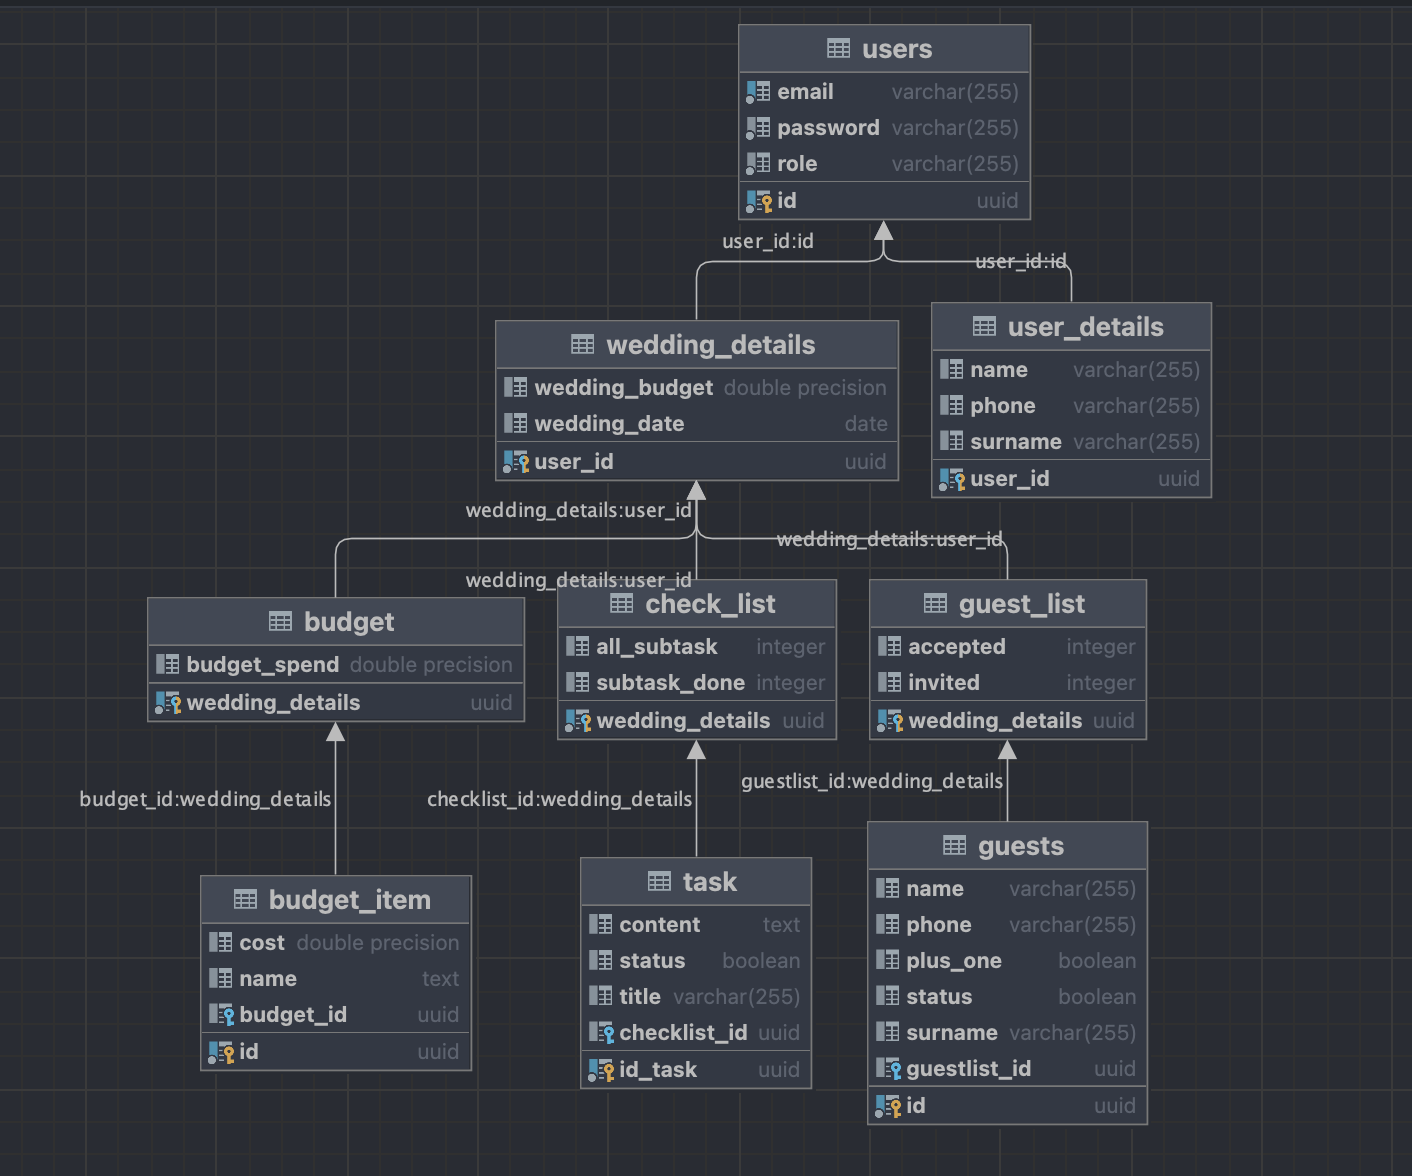 users
email varchar(255)
password varchar(255)
role varchar(255)
id uuid
user_id:id
user_id:id
wedding_details
wedding_budget double precision
wedding_date date
user_id uuid
user_details
name varchar(255)
phone varchar(255)
surname varchar(255)
user_id uuid
wedding_details:user_id
wedding_details:user_id
wedding_details:user_id
budget
budget_spend double precision
wedding_details uuid
check_list
all_subtask integer
subtask_done integer
wedding_details uuid
guest_list
accepted integer
invited integer
wedding_details uuid
budget_id:wedding_details
checklist_id:wedding_details
guestlist_id:wedding_details
budget_item
cost double precision
name text
budget_id uuid
id uuid
task
content text
status boolean
title varchar(255)
checklist_id uuid
id_task uuid
guests
name varchar(255)
phone varchar(255)
plus_one boolean
status boolean
surname varchar(255)
guestlist_id uuid
id uuid